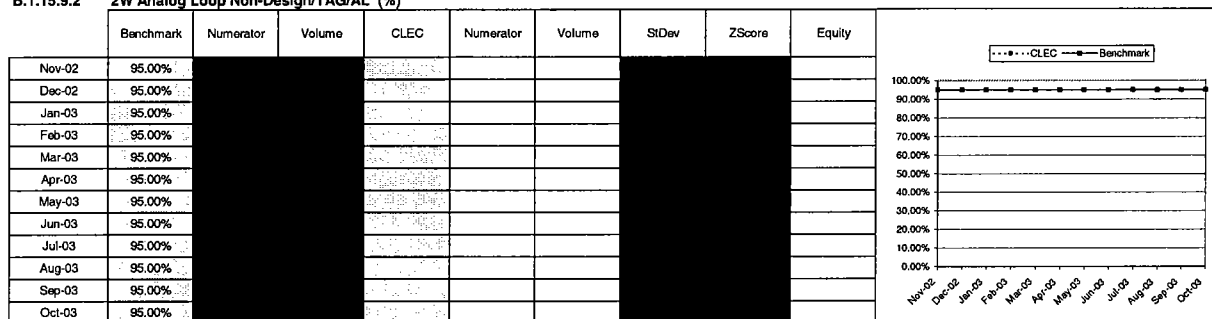 B.1.15.9.2 2W Analog Loop Non-Design/TAG/AL (%)
Benchmark Numerator Volume CLEC Numerator Volume StDev ZScore Equity
Nov-02 95.00%
Dec-02 95.00%
Jan-03 95.00%
Feb-03 95.00%
Mar-03 95.00%
Apr-03 95.00%
May-03 95.00%
Jun-03 95.00%
Jul-03 95.00%
Aug-03 95.00%
Sep-03 95.00%
Oct-03 95.00%
CLEC Benchmark
100.00%
90.00%
80.00%
70.00%
60.00%
50.00%
40.00%
30.00%
20.00%
10.00%
0.00%
Nov-02 Dec-02 Jan-03 Feb-03 Mar-03 Apr-03 May-03 Jun-03 Jul-03 Aug-03 Sep-03 Oct-03